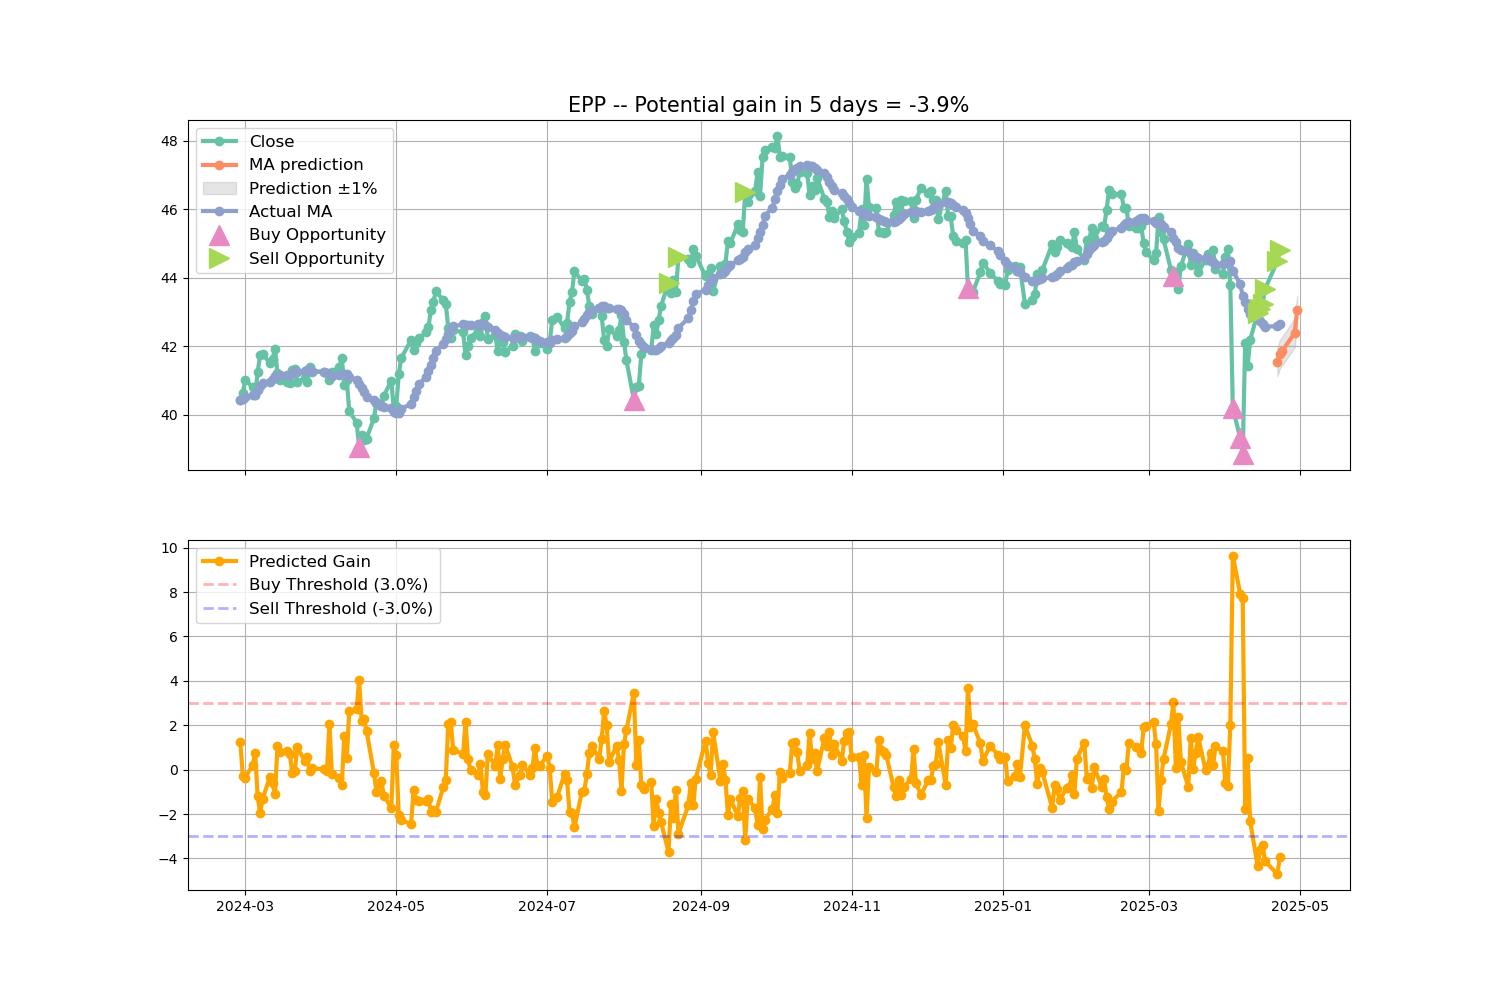 EPP -- Potential gain in 5 days = -3.9%
48
46
44
42
40
Close
MA prediction
Prediction ±1%
Actual MA
Buy Opportunity
Sell Opportunity
10
8
6
4
2
0
−2
−4
Predicted Gain
Buy Threshold (3.0%)
Sell Threshold (-3.0%)
2024-03
2024-05
2024-07
2024-09
2024-11
2025-01
2025-03
2025-05